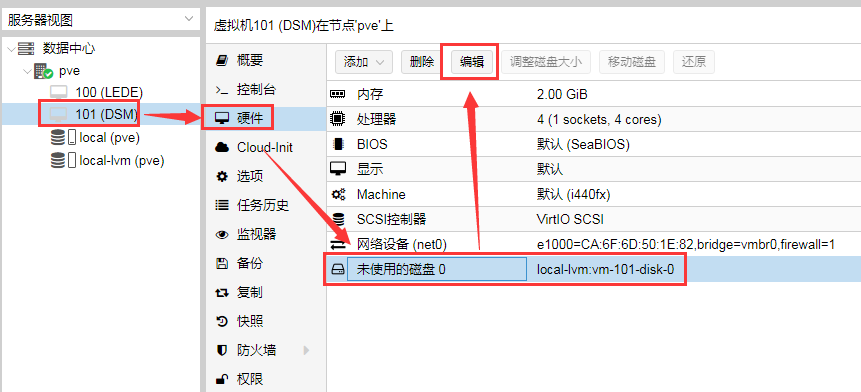 服务器视图
数据中心
pve
100 (LEDE)
101 (DSM)
local (pve)
local-lvm (pve)
虚拟机101 (DSM)在节点'pve'上
概要
控制台
硬件
Cloud-Init
选项
任务历史
监视器
备份
复制
快照
防火墙
权限
添加 删除 编辑 调整磁盘大小 移动磁盘 还原
内存 2.00 GiB
处理器 4 (1 sockets, 4 cores)
BIOS 默认 (SeaBIOS)
显示 默认
Machine 默认 (i440fx)
SCSI控制器 VirtIO SCSI
网络设备 (net0) e1000=CA:6F:6D:50:1E:82,bridge=vmbr0,firewall=1
未使用的磁盘 0 local-lvm:vm-101-disk-0